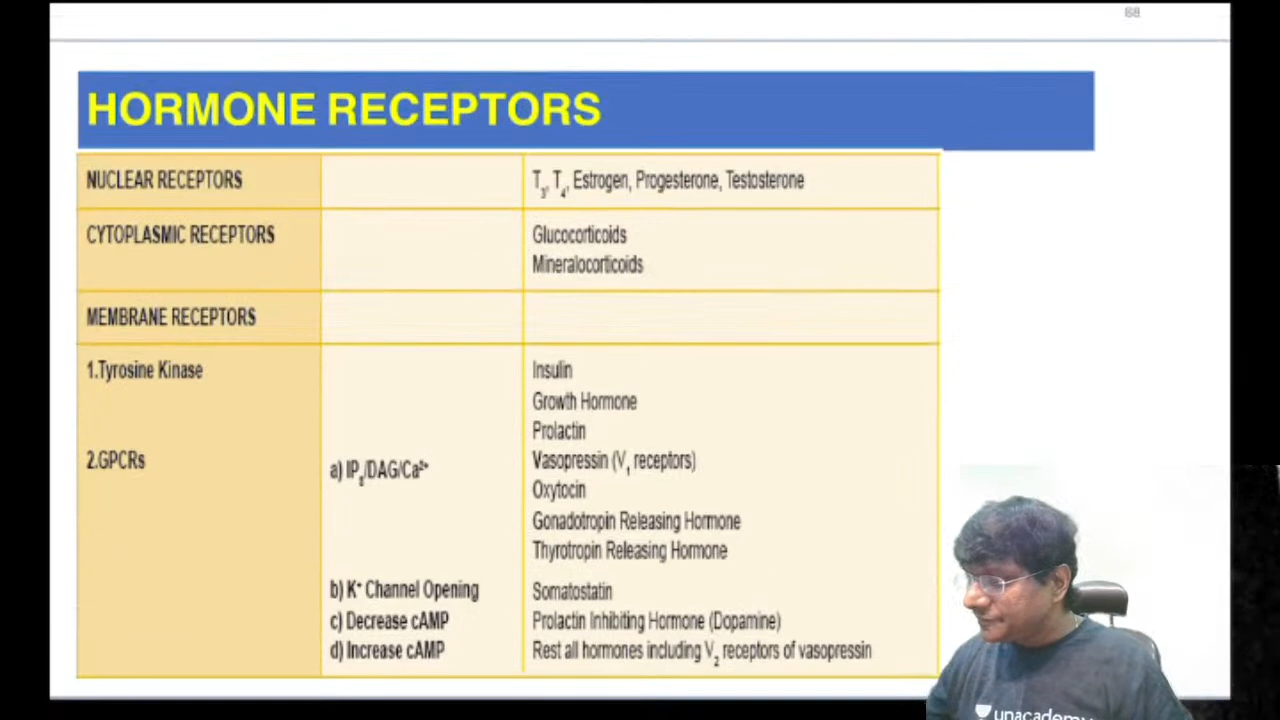 68
HORMONE RECEPTORS
NUCLEAR RECEPTORS T₃, T₄, Estrogen, Progesterone, Testosterone
CYTOPLASMIC RECEPTORS Glucocorticoids
Mineralocorticoids
MEMBRANE RECEPTORS
1.Tyrosine Kinase Insulin
Growth Hormone
Prolactin
2.GPCRs a) IP₃/DAG/Ca²⁺ Vasopressin (V₁ receptors)
Oxytocin
Gonadotropin Releasing Hormone
Thyrotropin Releasing Hormone
b) K⁺ Channel Opening Somatostatin
c) Decrease cAMP Prolactin Inhibiting Hormone (Dopamine)
d) Increase cAMP Rest all hormones including V₂ receptors of vasopressin
unacademy